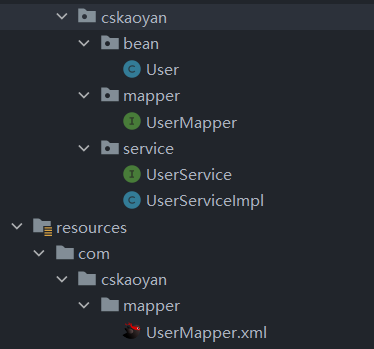 cskaoyan
bean
User
mapper
UserMapper
service
UserService
UserServiceImpl
resources
com
cskaoyan
mapper
UserMapper.xml